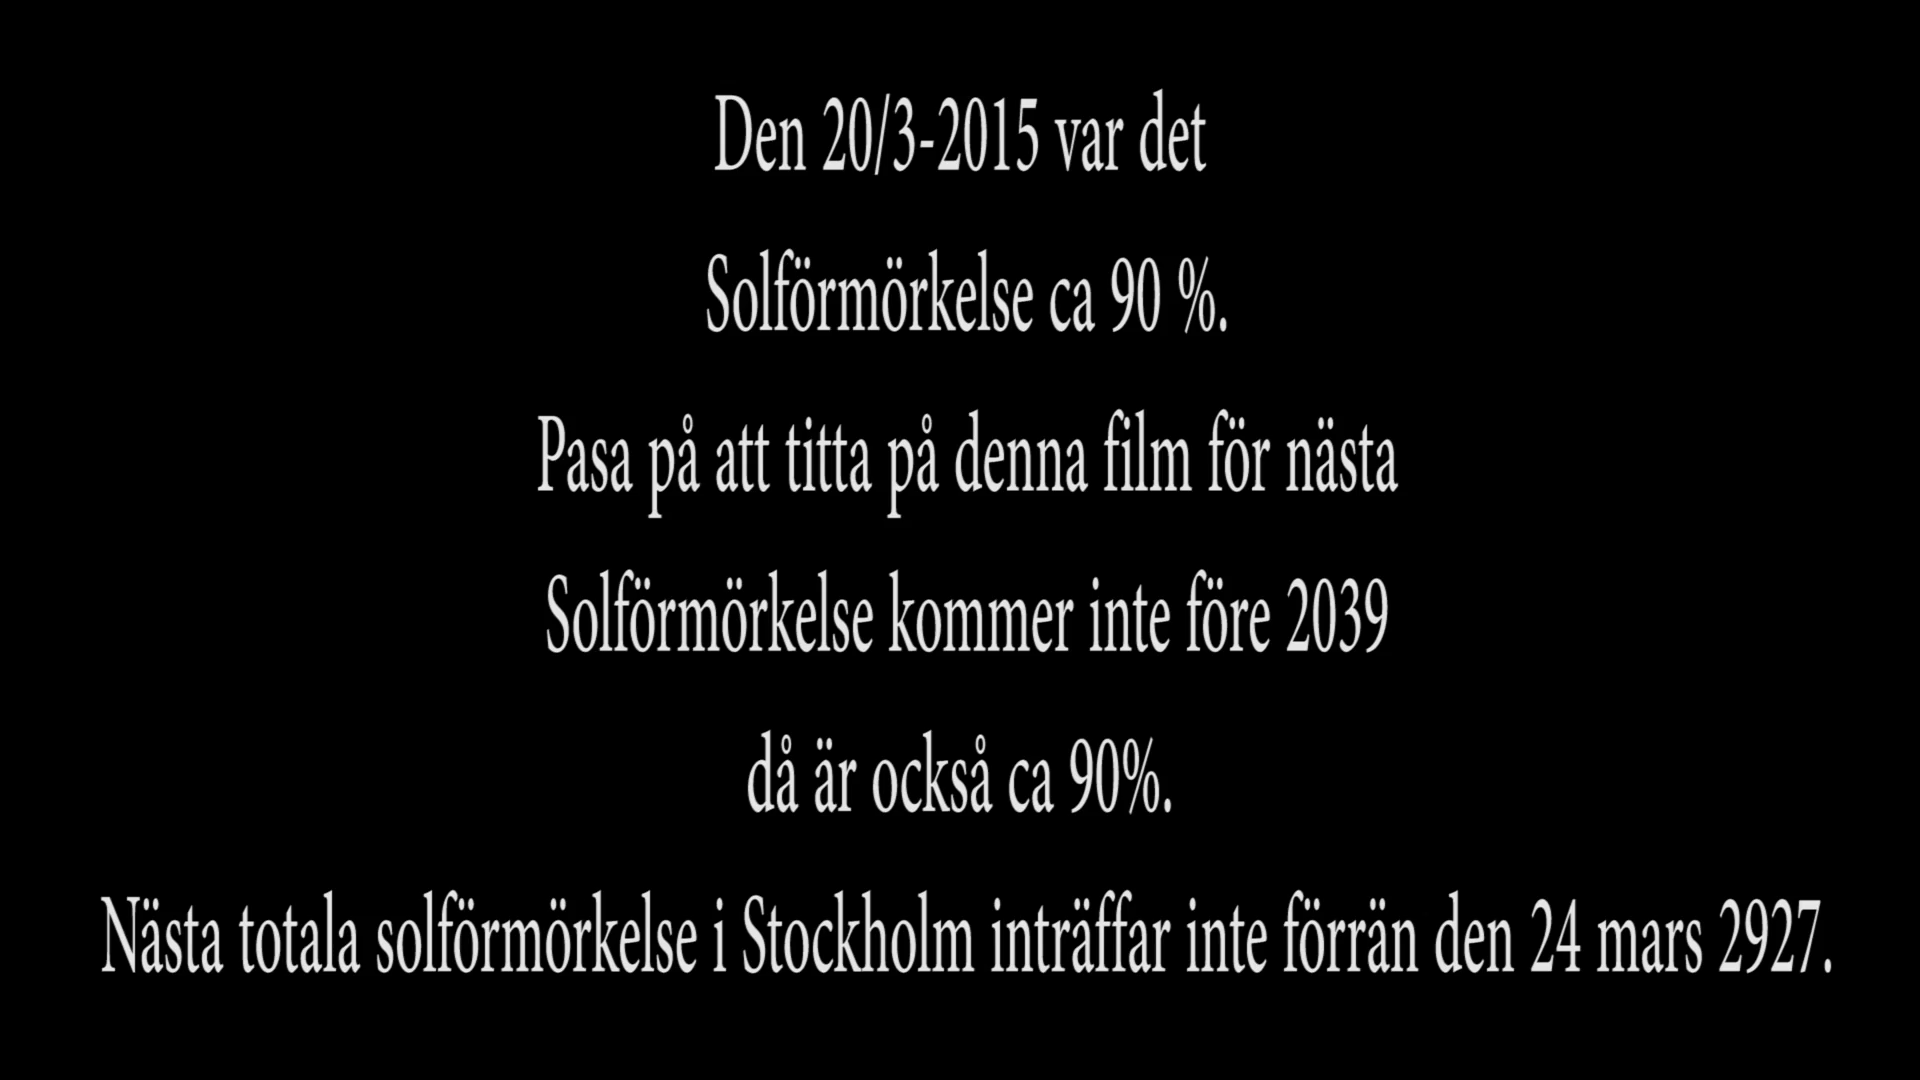 Den 20/3-2015 var det
Solförmörkelse ca 90 %.
Pasa på att titta på denna film för nästa
Solförmörkelse kommer inte före 2039
då är också ca 90%.
Nästa totala solförmörkelse i Stockholm inträffar inte förrän den 24 mars 2927.